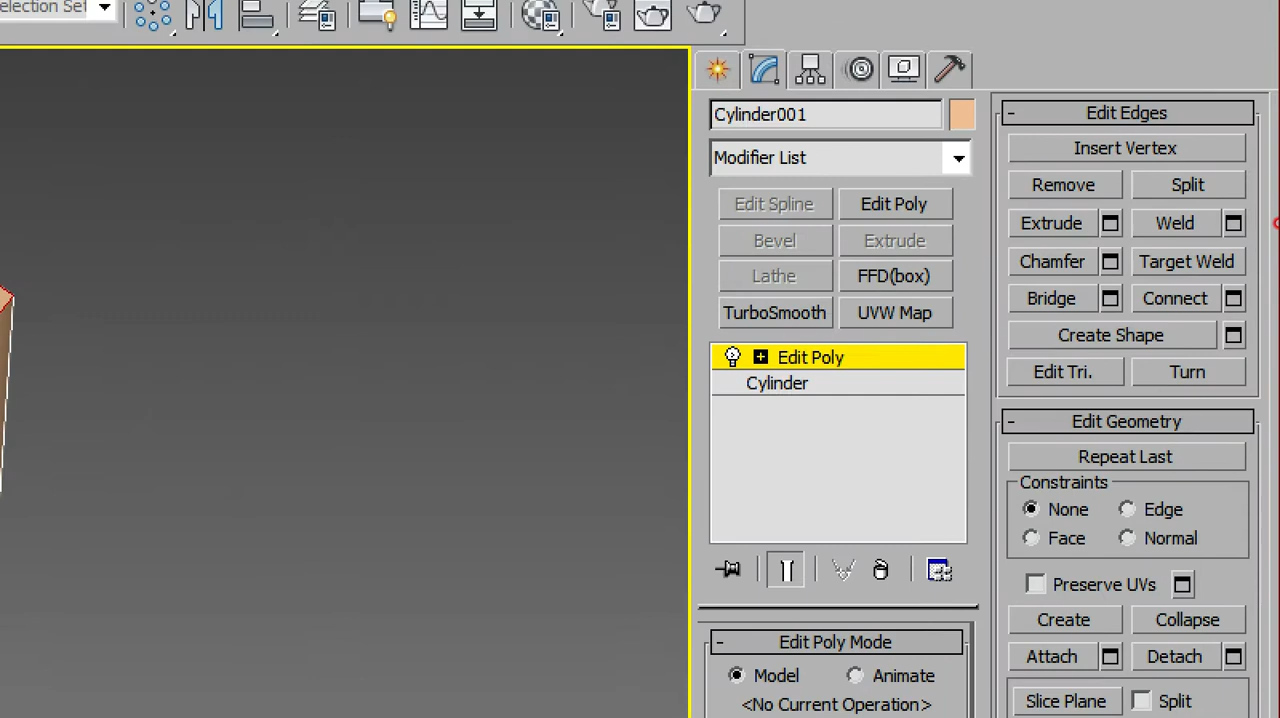 election Set
Cylinder001
Modifier List
Edit Spline
Edit Poly
Bevel
Extrude
Lathe
FFD(box)
TurboSmooth
UVW Map
Edit Poly
Cylinder
Edit Poly Mode
Model
Animate
<No Current Operation>
Edit Edges
Insert Vertex
Remove
Split
Extrude
Weld
Chamfer
Target Weld
Bridge
Connect
Create Shape
Edit Tri.
Turn
Edit Geometry
Repeat Last
Constraints
None
Edge
Face
Normal
Preserve UVs
Create
Collapse
Attach
Detach
Slice Plane
Split